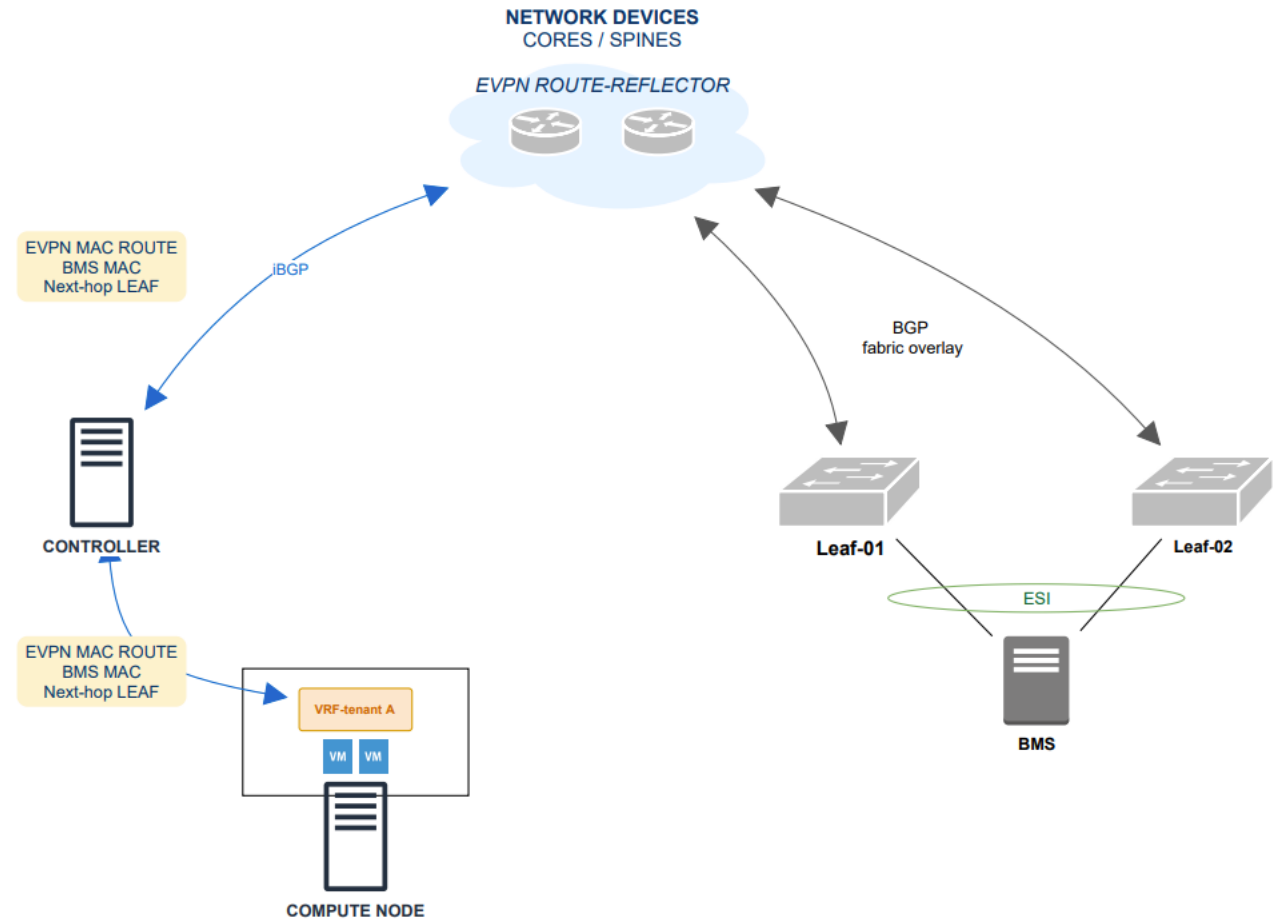 NETWORK DEVICES
CORES / SPINES
EVPN ROUTE-REFLECTOR
EVPN MAC ROUTE
BMS MAC
Next-hop LEAF
iBGP
BGP
fabric overlay
CONTROLLER
Leaf-01
Leaf-02
ESI
EVPN MAC ROUTE
BMS MAC
Next-hop LEAF
VRF-tenant A
VM VM
BMS
COMPUTE NODE